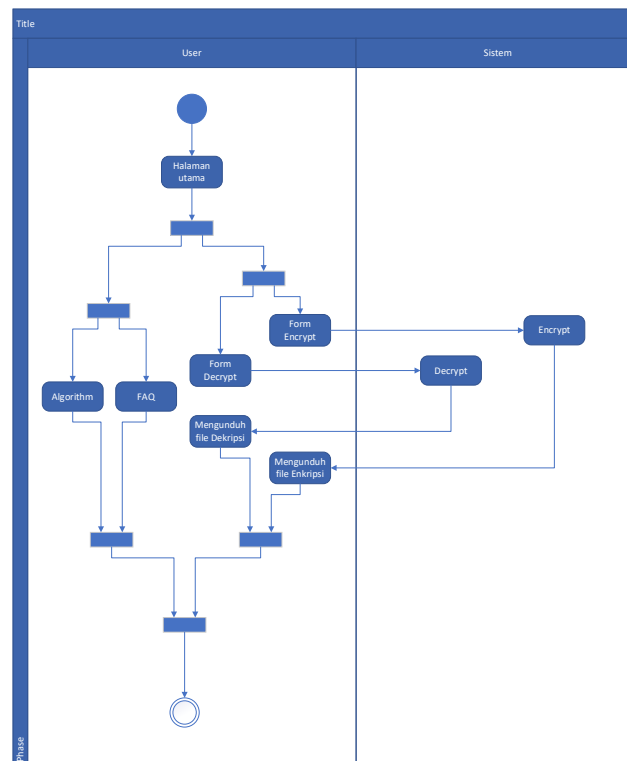 Title
User
Sistem
Halaman
utama
Form
Encrypt
Encrypt
Form
Decrypt
Decrypt
Algorithm
FAQ
Mengunduh
file Dekripsi
Mengunduh
file Enkripsi
Phase